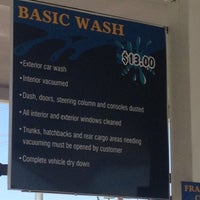 BASIC WASH
$13.00
• Exterior car wash
• Interior vacuumed
• Dash, doors, steering column and consoles dusted
• All interior and exterior windows cleaned
• Trunks, hatchbacks and rear cargo areas needing
vacuuming must be opened by customer
• Complete vehicle dry down
FRA